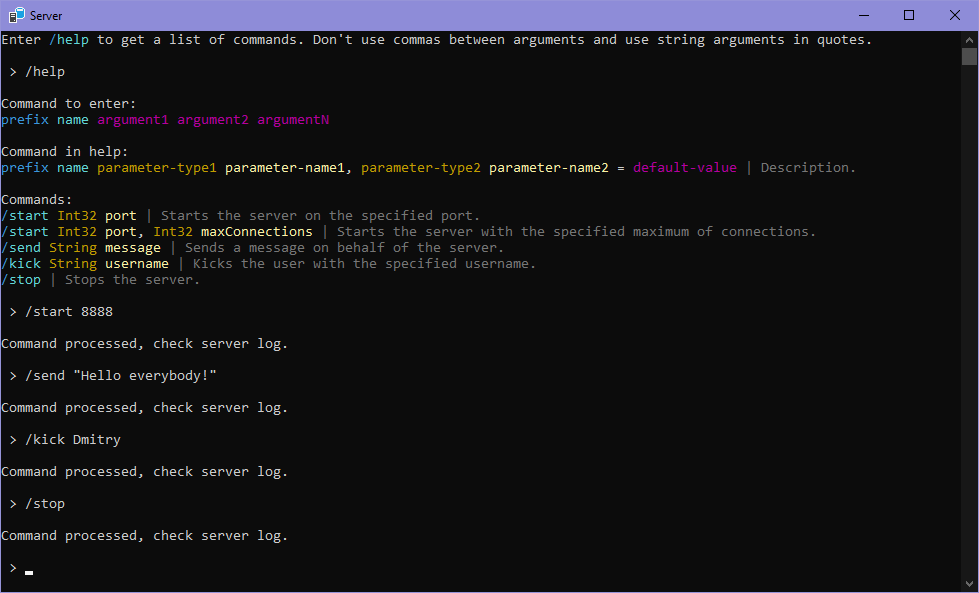 Server
Enter /help to get a list of commands. Don't use commas between arguments and use string arguments in quotes.
> /help
Command to enter:
prefix name argument1 argument2 argumentN
Command in help:
prefix name parameter-type1 parameter-name1, parameter-type2 parameter-name2 = default-value | Description.
Commands:
/start Int32 port | Starts the server on the specified port.
/start Int32 port, Int32 maxConnections | Starts the server with the specified maximum of connections.
/send String message | Sends a message on behalf of the server.
/kick String username | Kicks the user with the specified username.
/stop | Stops the server.
> /start 8888
Command processed, check server log.
> /send "Hello everybody!"
Command processed, check server log.
> /kick Dmitry
Command processed, check server log.
> /stop
Command processed, check server log.
>